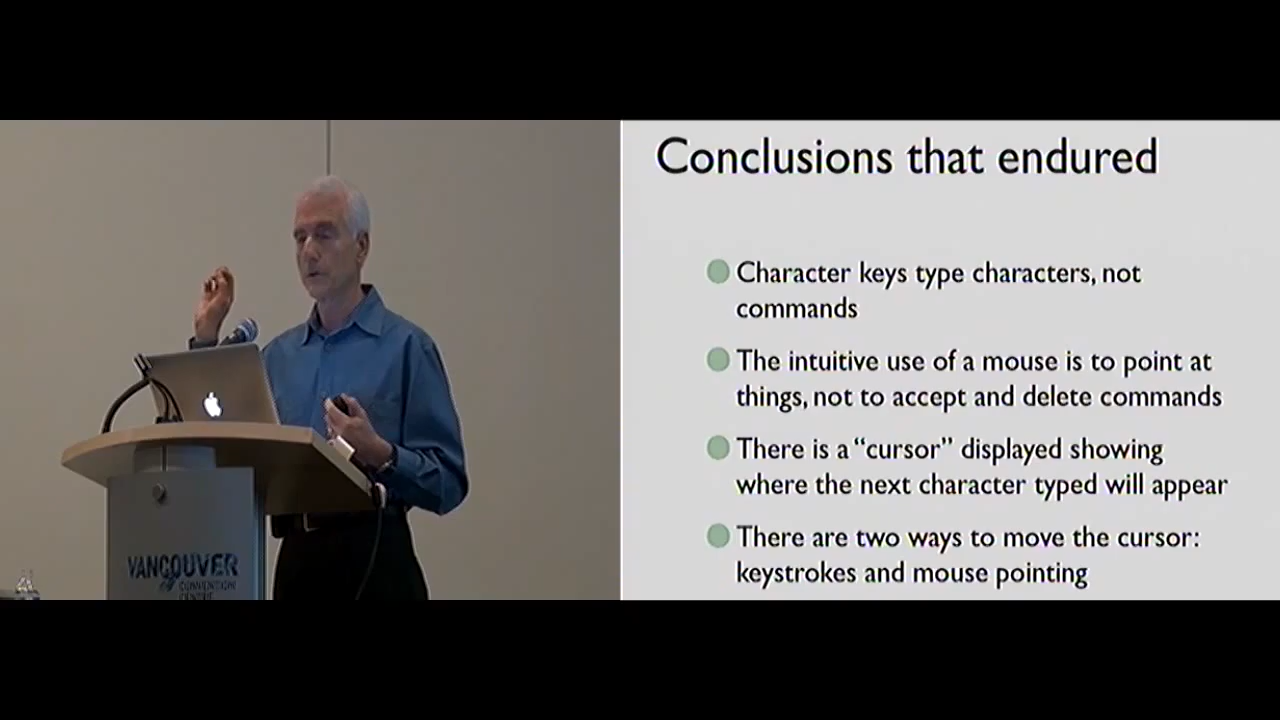 Conclusions that endured
Character keys type characters, not
commands
The intuitive use of a mouse is to point at
things, not to accept and delete commands
There is a “cursor” displayed showing
where the next character typed will appear
There are two ways to move the cursor:
keystrokes and mouse pointing
VANCOUVER
CONVENTION
CENTRE